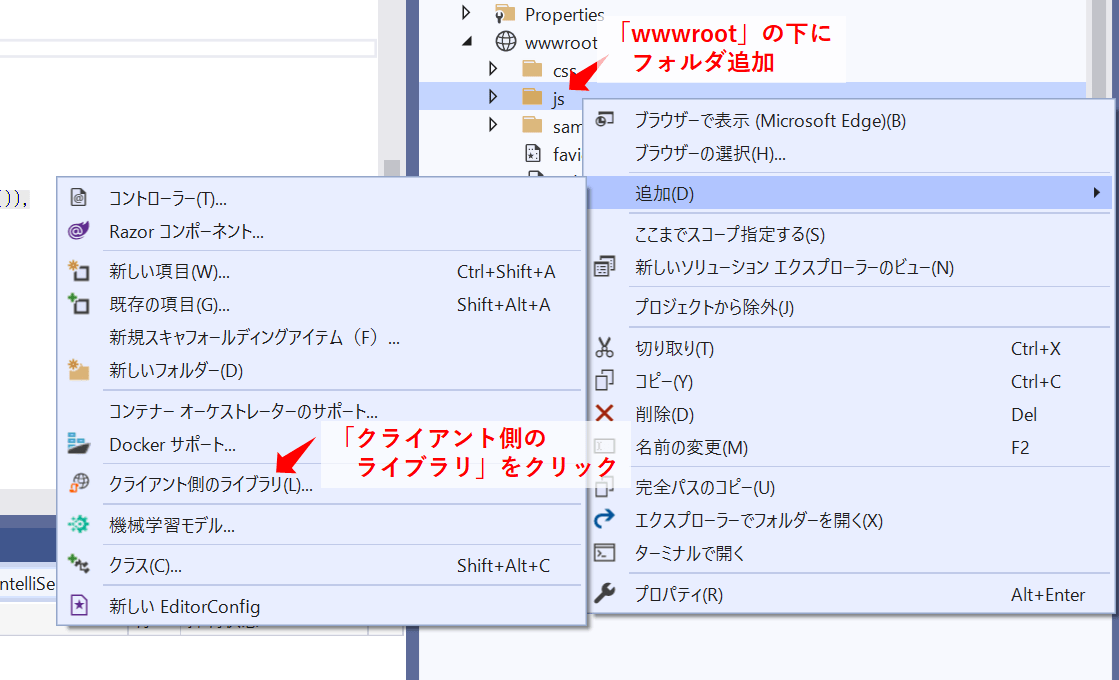 Properties
wwwroot
「wwwroot」の下に
フォルダ追加
css
js
sam
favi
ブラウザーで表示 (Microsoft Edge)(B)
ブラウザーの選択(H)...
追加(D)
ここまでスコープ指定する(S)
新しいソリューション エクスプローラーのビュー(N)
プロジェクトから除外(J)
切り取り(T) Ctrl+X
コピー(Y) Ctrl+C
削除(D) Del
名前の変更(M) F2
完全パスのコピー(U)
エクスプローラーでフォルダーを開く(X)
ターミナルで開く
プロパティ(R) Alt+Enter
()),
コントローラー(T)...
Razor コンポーネント...
新しい項目(W)... Ctrl+Shift+A
既存の項目(G)... Shift+Alt+A
新規スキャフォールディングアイテム（F）...
新しいフォルダー(D)
コンテナー オーケストレーターのサポート...
Docker サポート...
「クライアント側の
ライブラリ」をクリック
クライアント側のライブラリ(L)...
機械学習モデル...
クラス(C)... Shift+Alt+C
新しい EditorConfig
ntelliSe